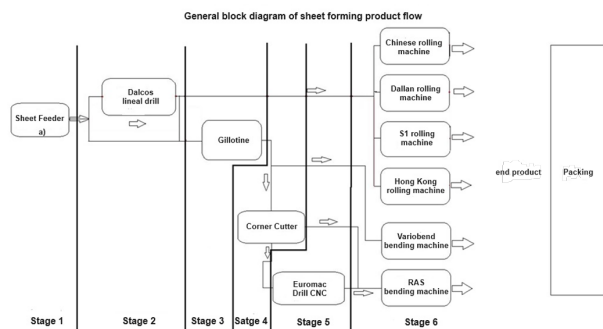 General block diagram of sheet forming product flow
Chinese rolling
machine
Dalcos
lineal drill
Dallan rolling
machine
Sheet Feeder
a)
Gillotine
S1 rolling
machine
Hong Kong
rolling machine
end product
Packing
Corner Cutter
Variobend
bending machine
Euromac
Drill CNC
RAS
bending machine
Stage 1
Stage 2
Stage 3
Satge 4
Stage 5
Stage 6